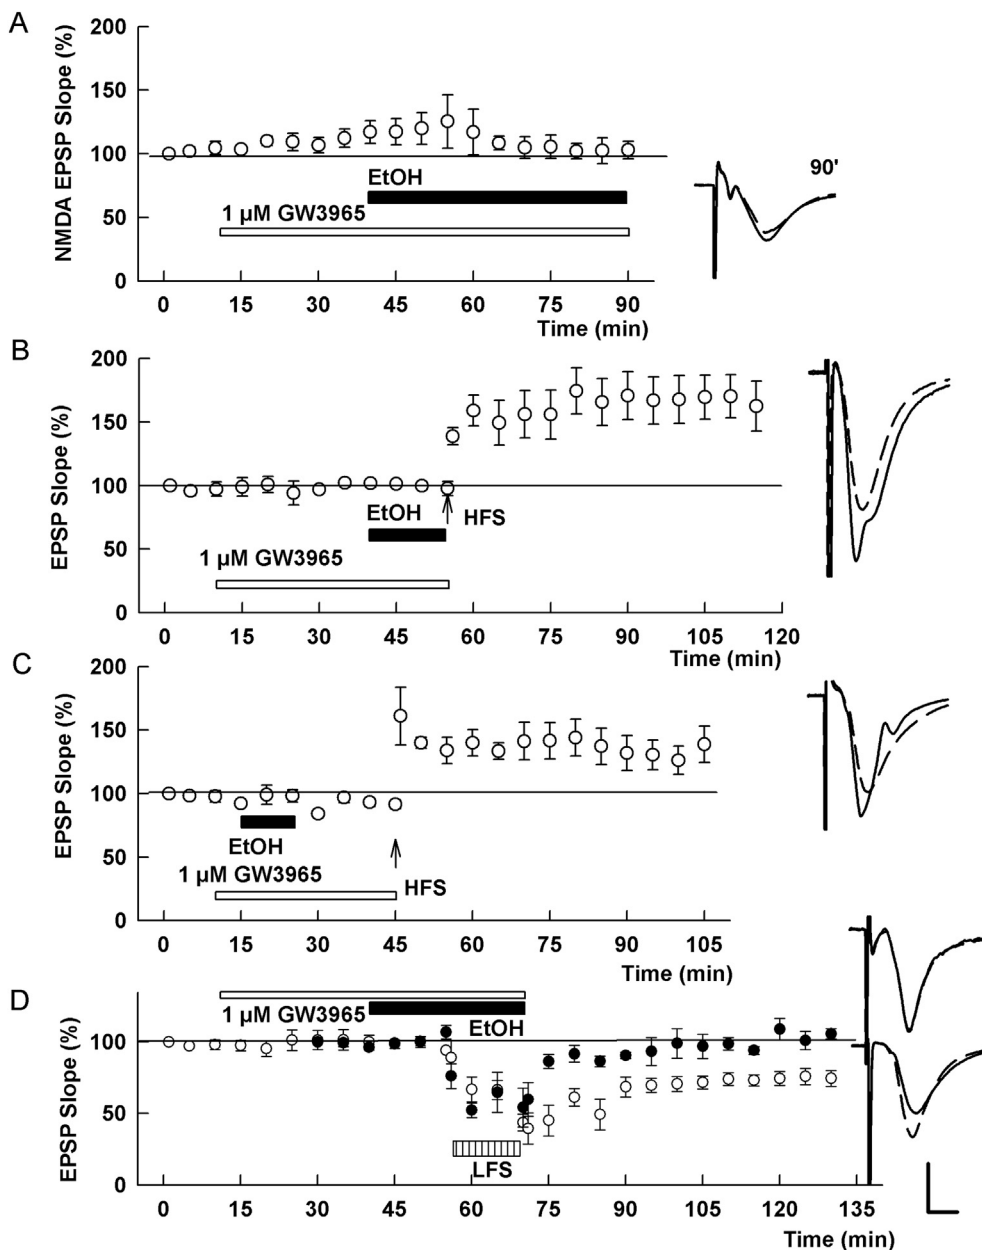 A
NMDA EPSP Slope (%)
200
150
100
50
0
EtOH
1 µM GW3965
90'
0 15 30 45 60 75 90
Time (min)
B
EPSP Slope (%)
200
150
100
50
0
EtOH
HFS
1 µM GW3965
0 15 30 45 60 75 90 105 120
Time (min)
C
EPSP Slope (%)
200
150
100
50
0
EtOH
1 µM GW3965
HFS
0 15 30 45 60 75 90 105
Time (min)
D
EPSP Slope (%)
100
50
0
1 µM GW3965
EtOH
LFS
0 15 30 45 60 75 90 105 120 135
Time (min)